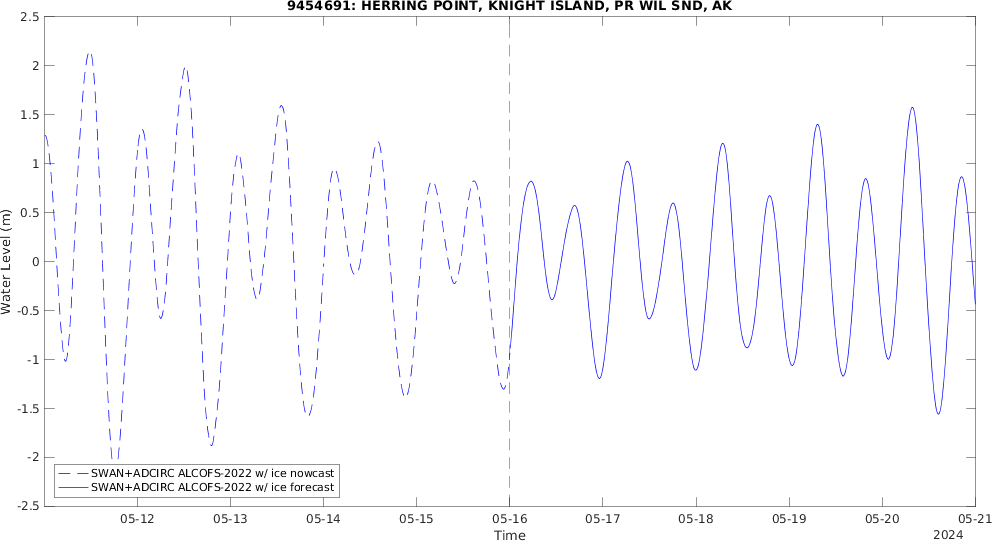 9454691: HERRING POINT, KNIGHT ISLAND, PR WIL SND, AK
2.5
2
1.5
1
0.5
0
-0.5
-1
-1.5
-2
-2.5
Water Level (m)
SWAN+ADCIRC ALCOFS-2022 w/ ice nowcast
SWAN+ADCIRC ALCOFS-2022 w/ ice forecast
05-12 05-13 05-14 05-15 05-16 05-17 05-18 05-19 05-20 05-21
Time
2024